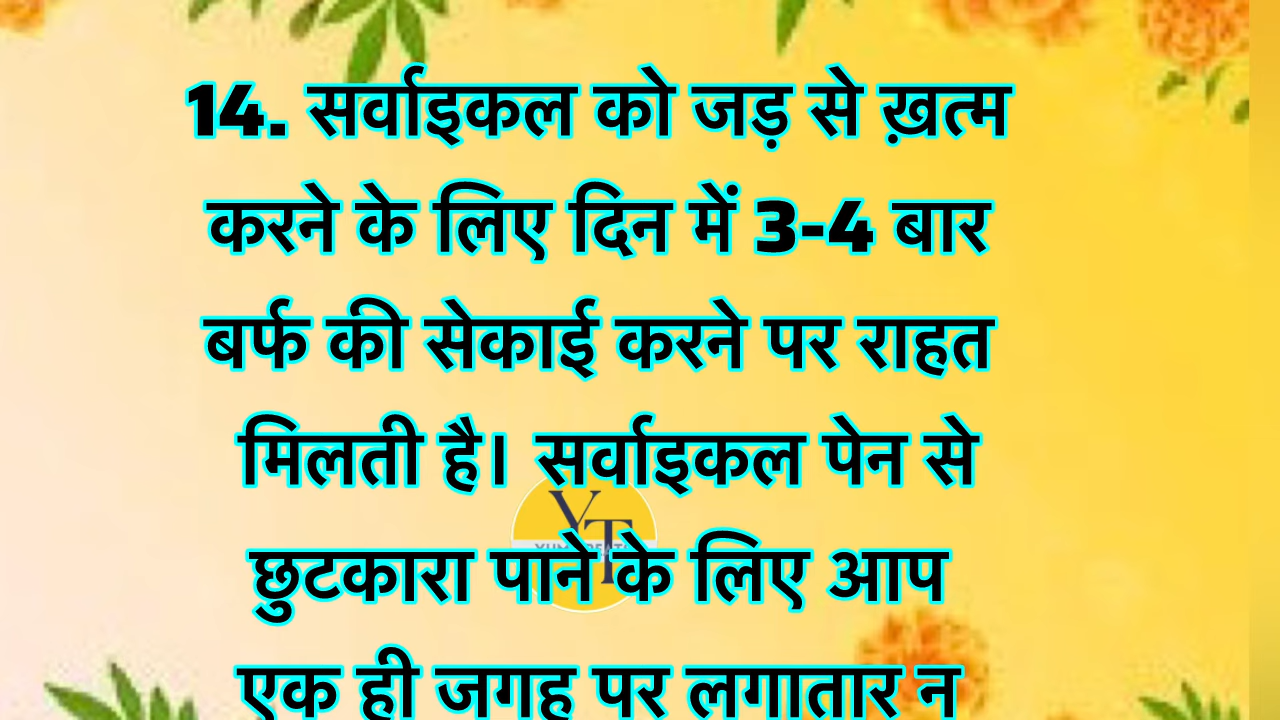 14. सर्वाइकल को जड़ से ख़त्म
करने के लिए दिन में 3-4 बार
बर्फ की सेकाई करने पर राहत
मिलती है। सर्वाइकल पेन से
VT
छुटकारा पाने के लिए आप
एक ही जगह पर लगातार न